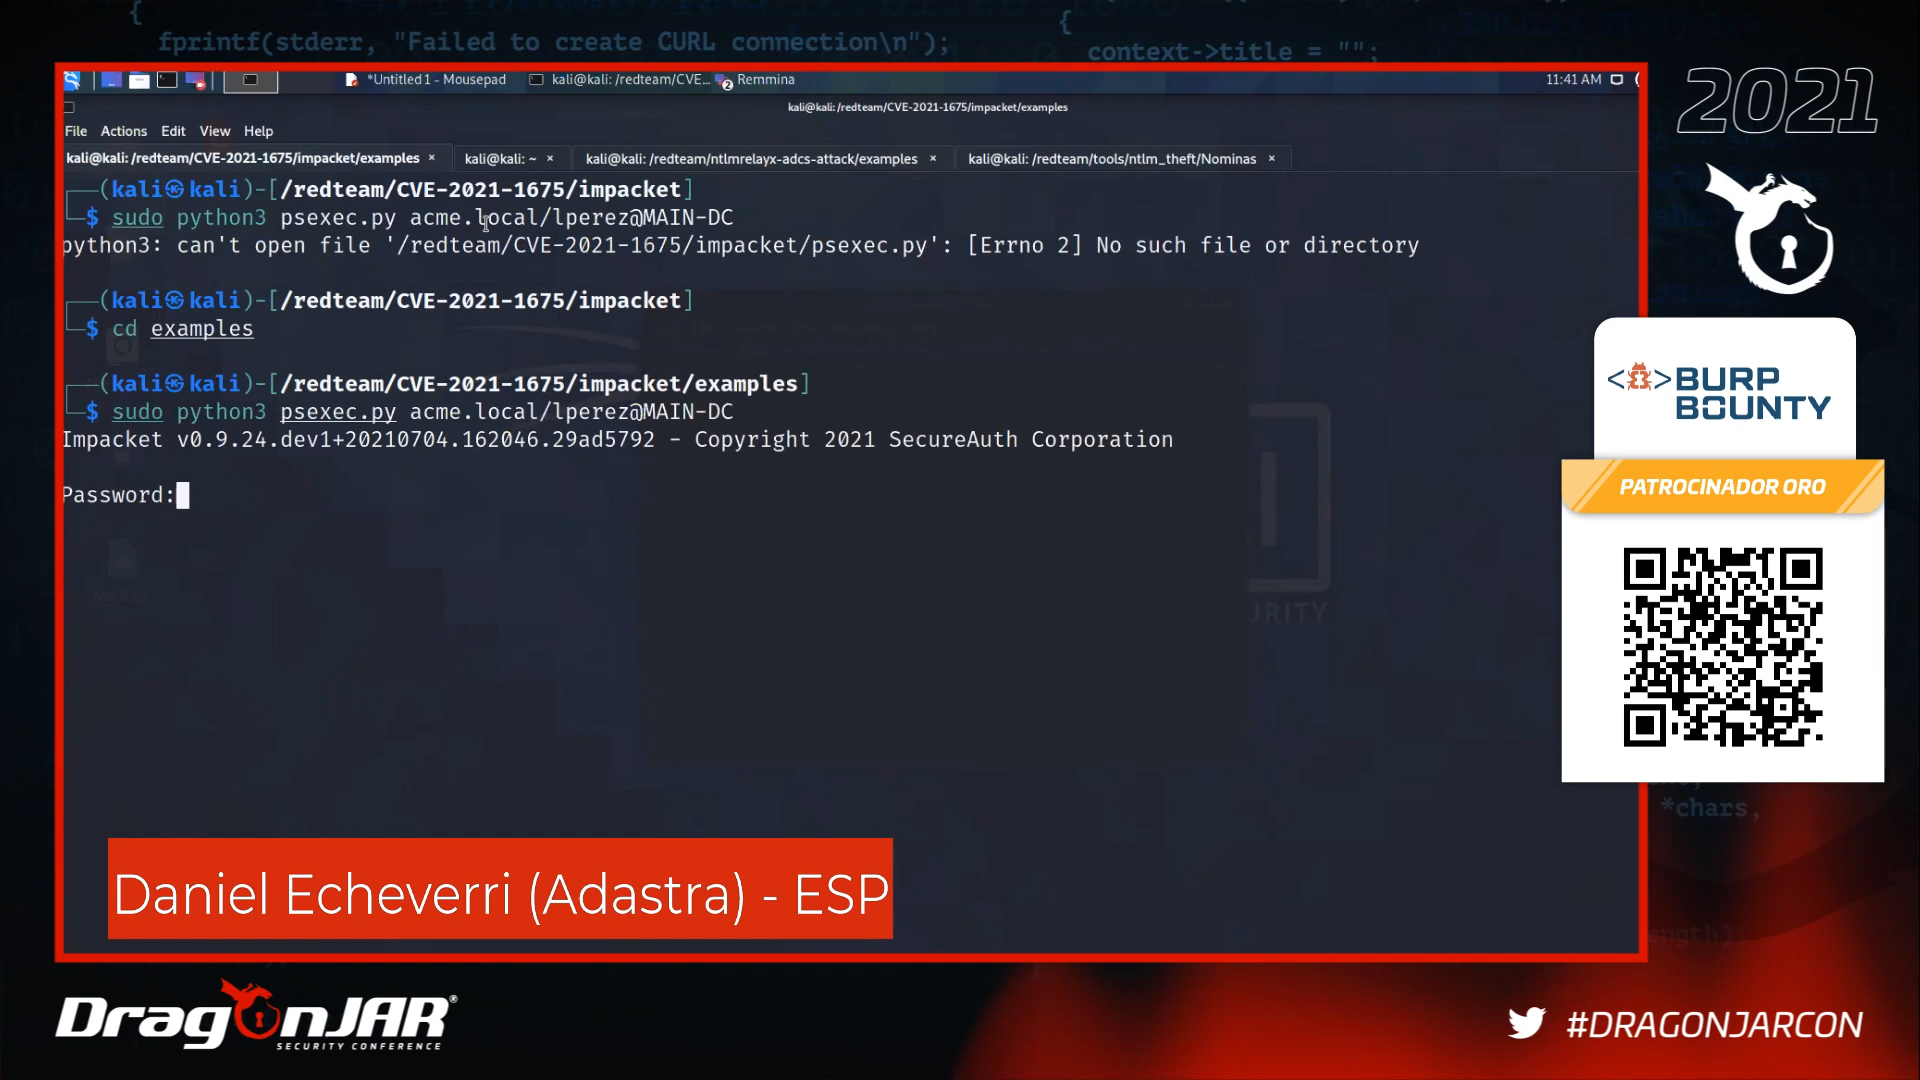 {
fprintf(stderr, "Failed to create CURL connection\n");
{
context->title = "";
2021
*Untitled 1 - Mousepad
kali@kali: /redteam/CVE...
2
Remmina
11:41 AM
kali@kali: /redteam/CVE-2021-1675/impacket/examples
File Actions Edit View Help
kali@kali: /redteam/CVE-2021-1675/impacket/examples ×
kali@kali: ~ ×
kali@kali: /redteam/ntlmrelayx-adcs-attack/examples ×
kali@kali: /redteam/tools/ntlm_theft/Nominas ×
┌──(kali㉿kali)-[/redteam/CVE-2021-1675/impacket]
└─$ sudo python3 psexec.py acme.local/lperez@MAIN-DC
python3: can't open file '/redteam/CVE-2021-1675/impacket/psexec.py': [Errno 2] No such file or directory
┌──(kali㉿kali)-[/redteam/CVE-2021-1675/impacket]
└─$ cd examples
┌──(kali㉿kali)-[/redteam/CVE-2021-1675/impacket/examples]
└─$ sudo python3 psexec.py acme.local/lperez@MAIN-DC
Impacket v0.9.24.dev1+20210704.162046.29ad5792 - Copyright 2021 SecureAuth Corporation
Password:
URITY
<>BURP
BOUNTY
PATROCINADOR ORO
*chars,
Daniel Echeverri (Adastra) - ESP
DragonJAR®
SECURITY CONFERENCE
#DRAGONJARCON